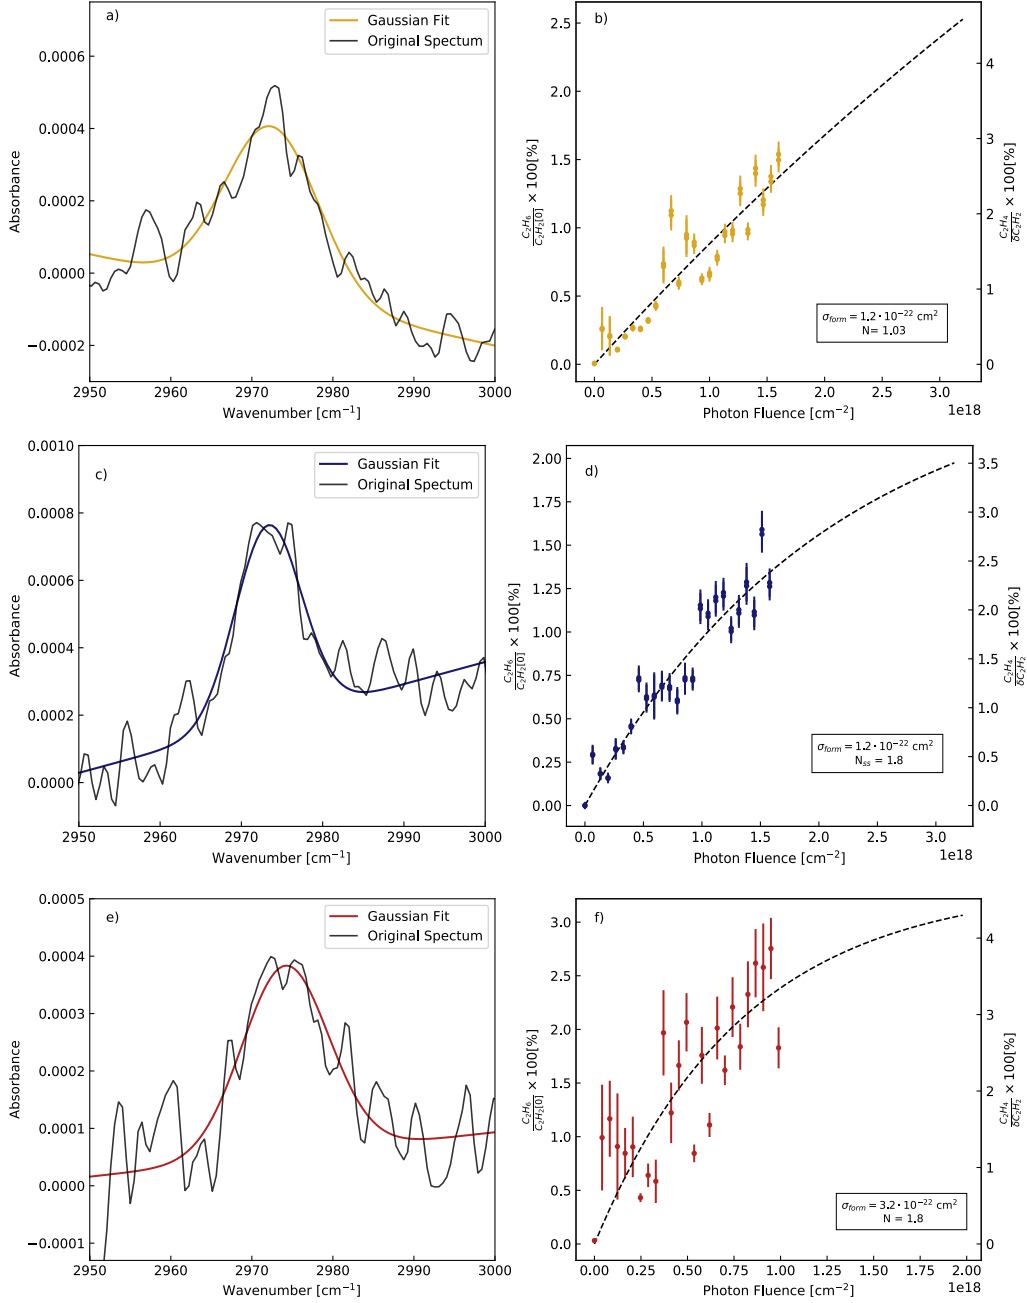 a)
Gaussian Fit
Original Spectum
0.0006
0.0004
0.0002
0.0000
−0.0002
Absorbance
2950 2960 2970 2980 2990 3000
Wavenumber [cm⁻¹]
b)
2.5
2.0
1.5
1.0
0.5
0.0
C₂H₆/C₂H₂[0] × 100[%]
4
3
2
1
0
C₂H₄/δC₂H₂ × 100[%]
σ_form = 1.2 · 10⁻²² cm²
N= 1.03
0.0 0.5 1.0 1.5 2.0 2.5 3.0
1e18
Photon Fluence [cm⁻²]
c)
Gaussian Fit
Original Spectum
0.0010
0.0008
0.0006
0.0004
0.0002
0.0000
Absorbance
2950 2960 2970 2980 2990 3000
Wavenumber [cm⁻¹]
d)
2.00
1.75
1.50
1.25
1.00
0.75
0.50
0.25
0.00
C₂H₆/C₂H₂[0] × 100[%]
3.5
3.0
2.5
2.0
1.5
1.0
0.5
0.0
C₂H₄/δC₂H₂ × 100[%]
σ_form = 1.2 · 10⁻²² cm²
N_ss = 1.8
0.0 0.5 1.0 1.5 2.0 2.5 3.0
1e18
Photon Fluence [cm⁻²]
e)
Gaussian Fit
Original Spectum
0.0005
0.0004
0.0003
0.0002
0.0001
0.0000
−0.0001
Absorbance
2950 2960 2970 2980 2990 3000
Wavenumber [cm⁻¹]
f)
3.0
2.5
2.0
1.5
1.0
0.5
0.0
C₂H₆/C₂H₂[0] × 100[%]
4
3
2
1
0
C₂H₄/δC₂H₂ × 100[%]
σ_form = 3.2 · 10⁻²² cm²
N = 1.8
0.00 0.25 0.50 0.75 1.00 1.25 1.50 1.75 2.00
1e18
Photon Fluence [cm⁻²]